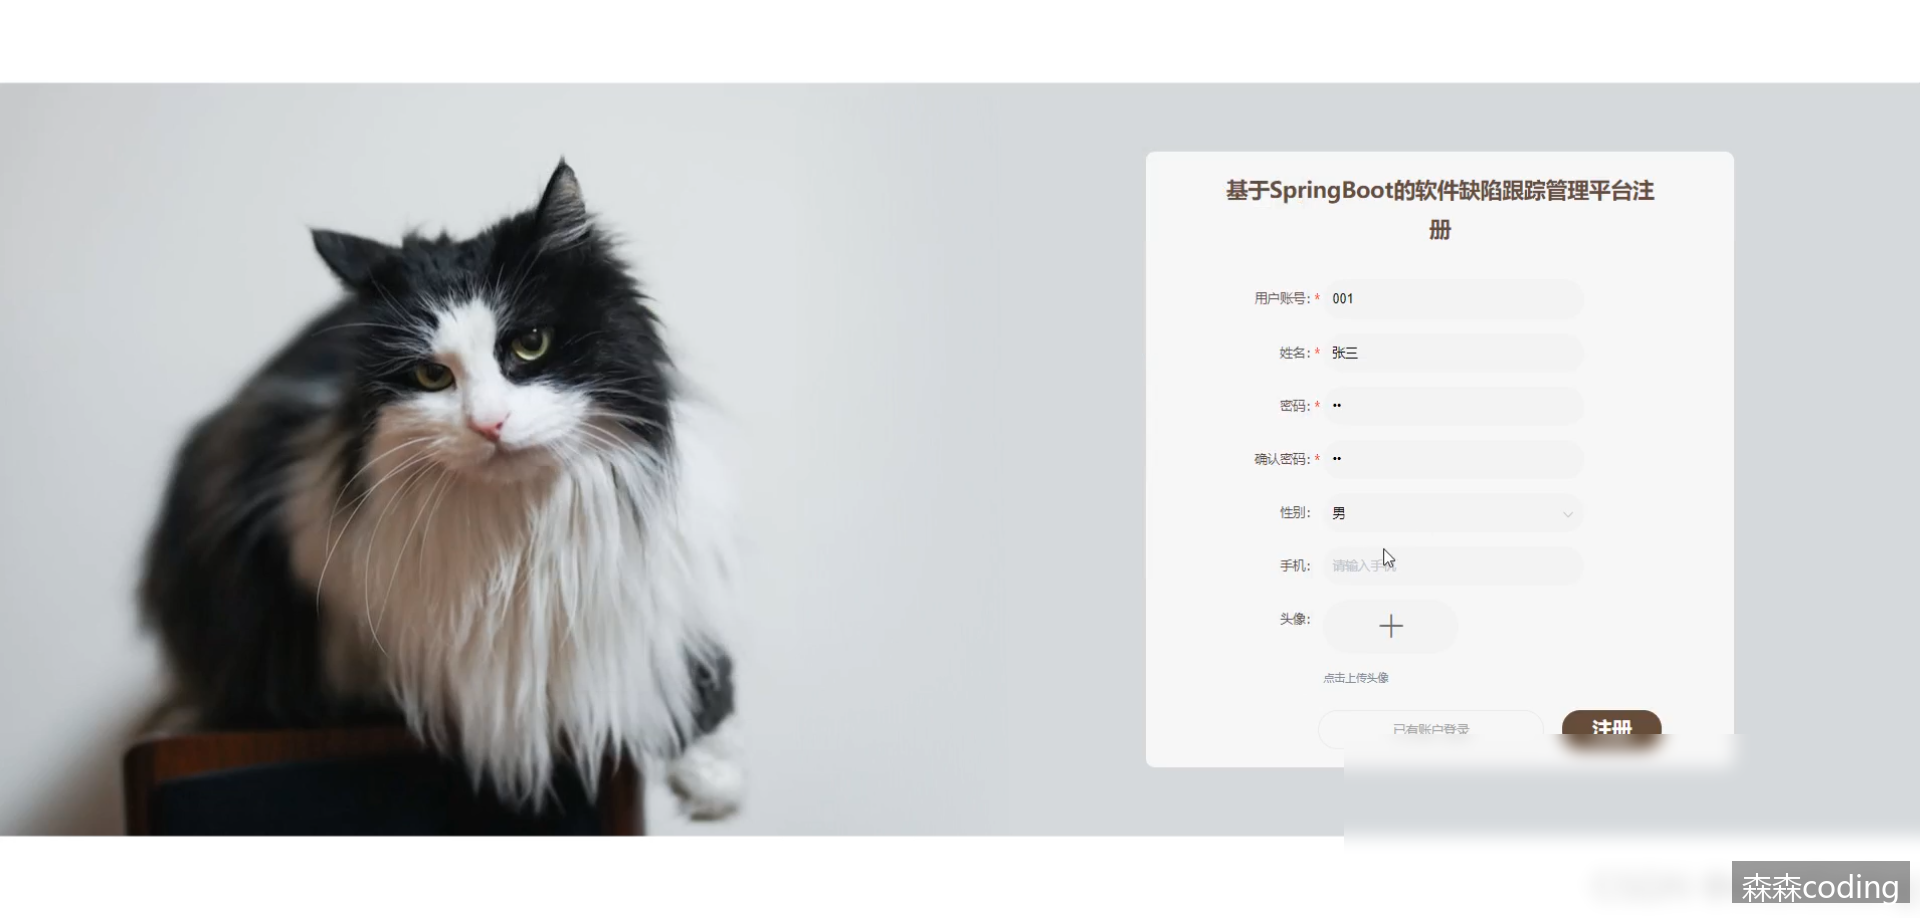 基于SpringBoot的软件缺陷跟踪管理平台注
册
用户账号: * 001
姓名: * 张三
密码: * ••
确认密码: * ••
性别: 男
手机: 请输入手机
头像:
点击上传头像
已有账户登录 注册
森森coding